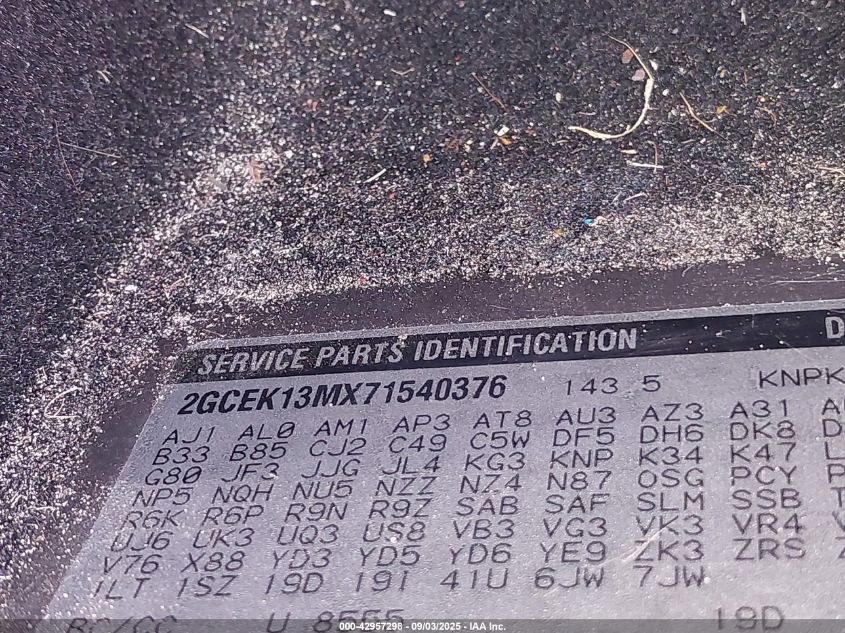 SERVICE PARTS IDENTIFICATION D
2GCEK13MX71540376 143 5 KNPK
AJ1 AL0 AM1 AP3 AT8 AU3 AZ3 A31
B33 B85 CJ2 C49 C5W DF5 DH6 DK8 D
G80 JF3 JJG JL4 KG3 KNP K34 K47 L
NP5 NQH NU5 NZZ NZ4 N87 OSG PCY P
R6K R6P R9N R9Z SAB SAF SLM SSB T
UJ6 UK3 UQ3 US8 VB3 VG3 VK3 VR4 V
V76 X88 YD3 YD5 YD6 YE9 ZK3 ZRS Z
1LT 1SZ 19D 19I 41U 6JW 7JW
BC/CC U 8555 19D
000-42957298 - 09/03/2025 - IAA Inc.